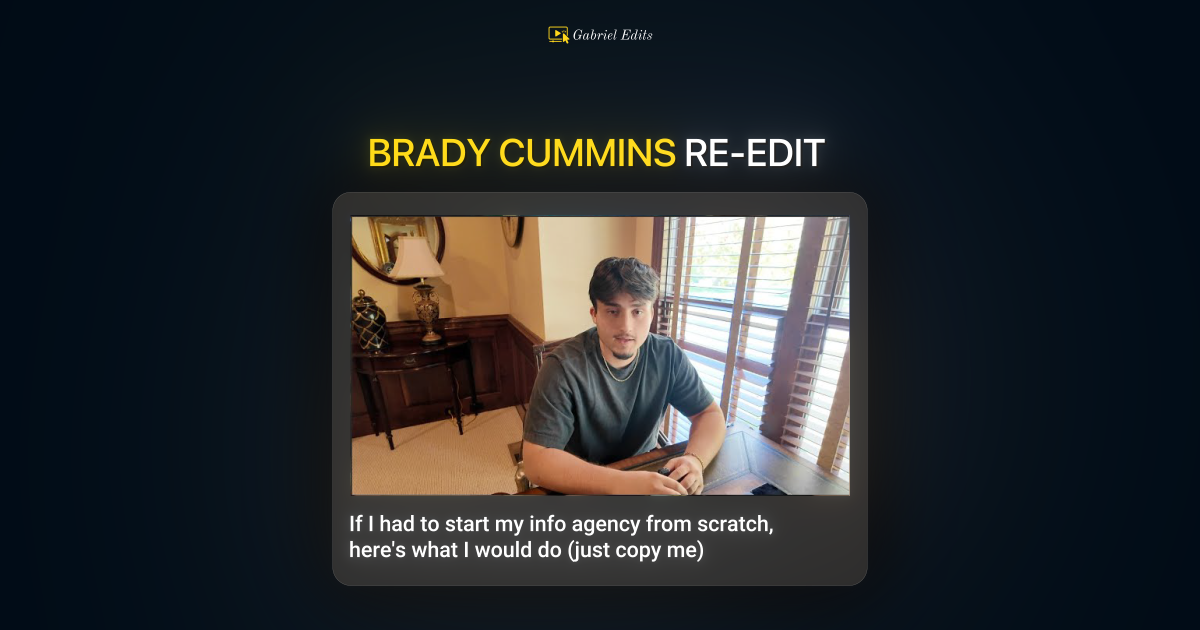 Gabriel Edits
BRADY CUMMINS RE-EDIT
If I had to start my info agency from scratch,
here's what I would do (just copy me)